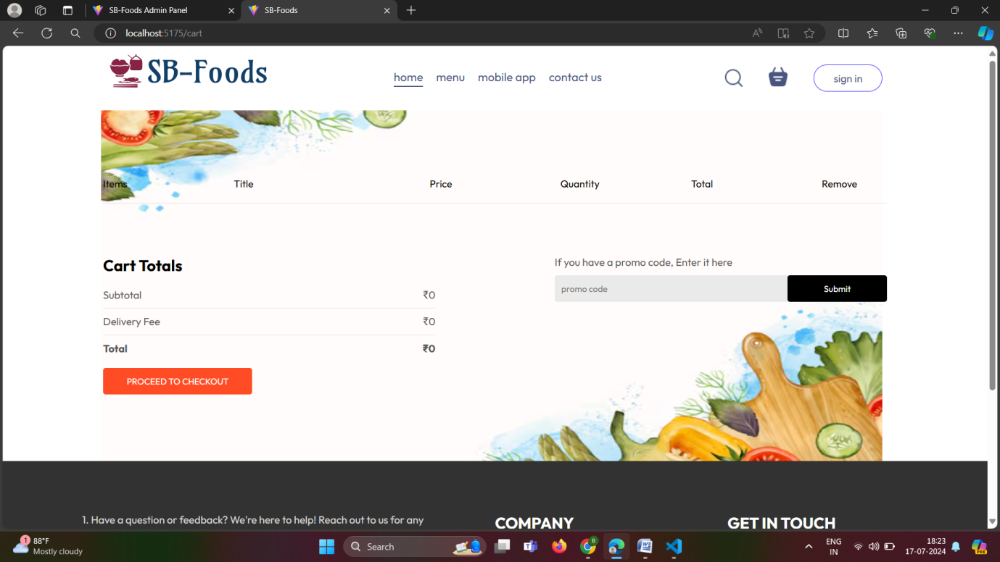 SB-Foods Admin Panel
SB-Foods
localhost:5175/cart
SB-Foods
home menu mobile app contact us
sign in
Items Title Price Quantity Total Remove
Cart Totals
Subtotal ₹0
Delivery Fee ₹0
Total ₹0
PROCEED TO CHECKOUT
If you have a promo code, Enter it here
promo code Submit
1. Have a question or feedback? We're here to help! Reach out to us for any
COMPANY
GET IN TOUCH
1
88°F
Mostly cloudy
Search
ENG
IN
18:23
17-07-2024
PRE